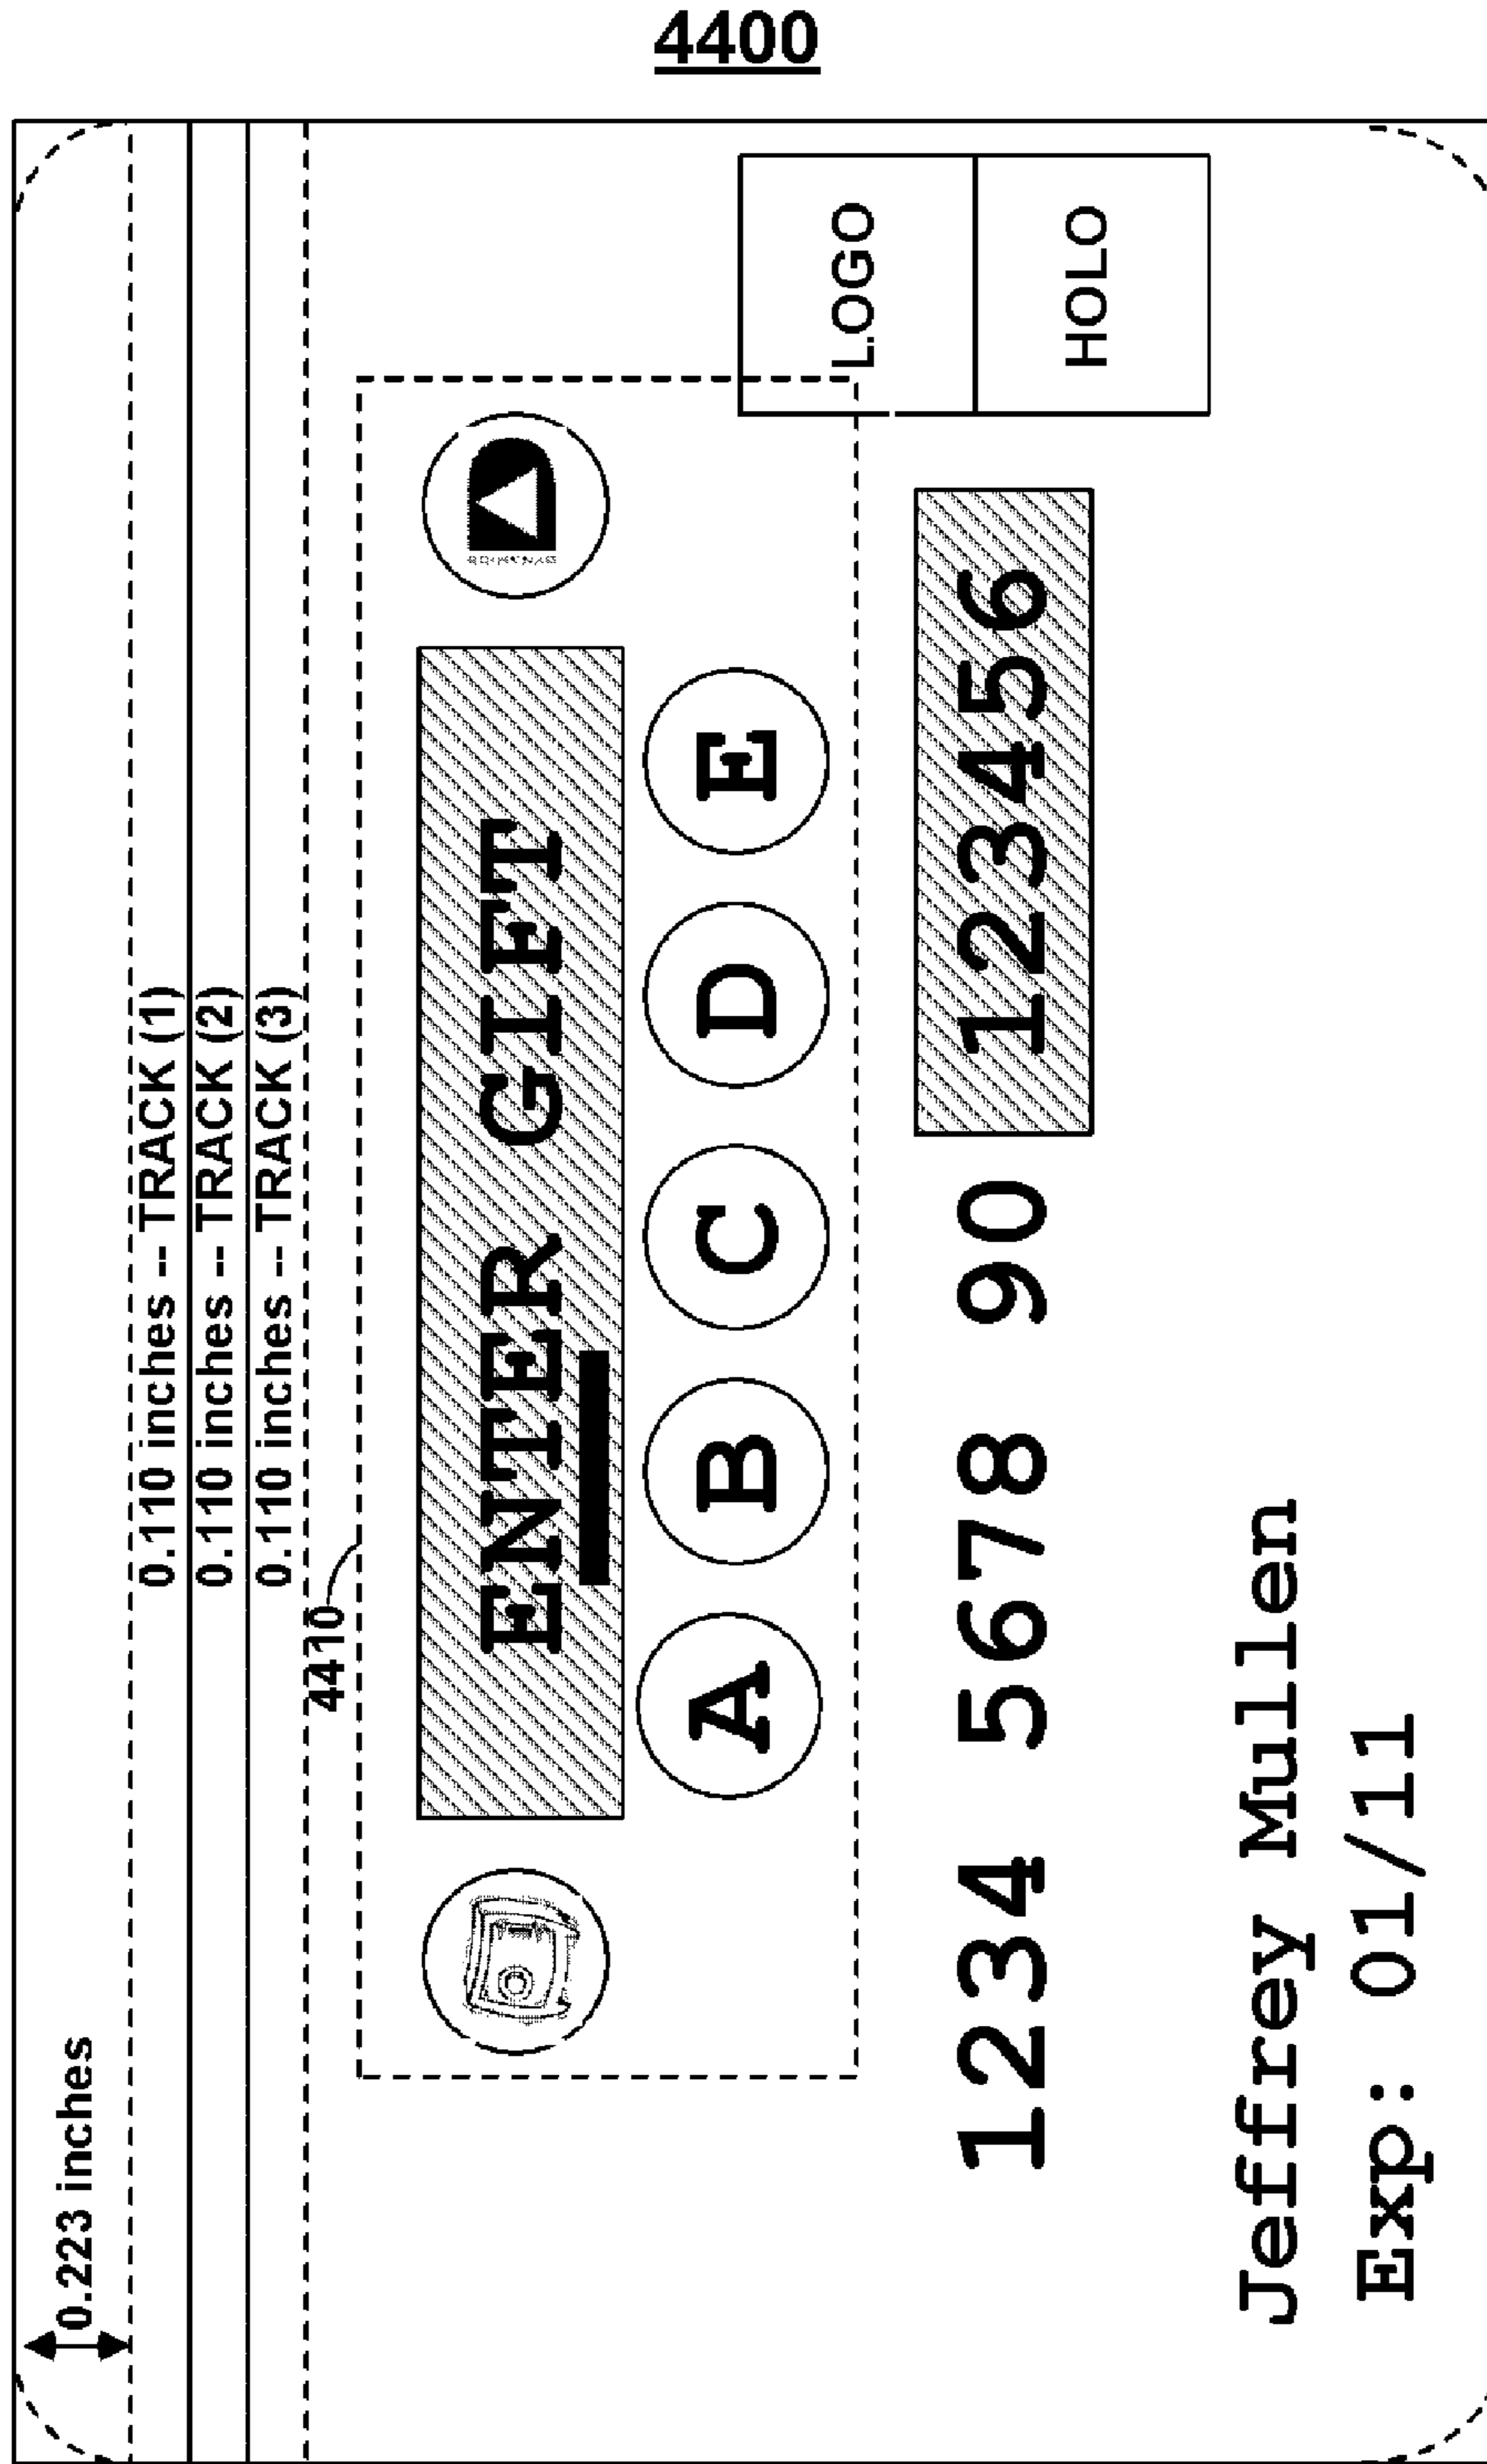 4400
0.223 inches
0.110 inches -- TRACK (1)
0.110 inches -- TRACK (2)
0.110 inches -- TRACK (3)
4410
ENTER GIFT
A B C D E
LOGO
1234 5678 90 123456
HOLO
Jeffrey Mullen
Exp: 01/11